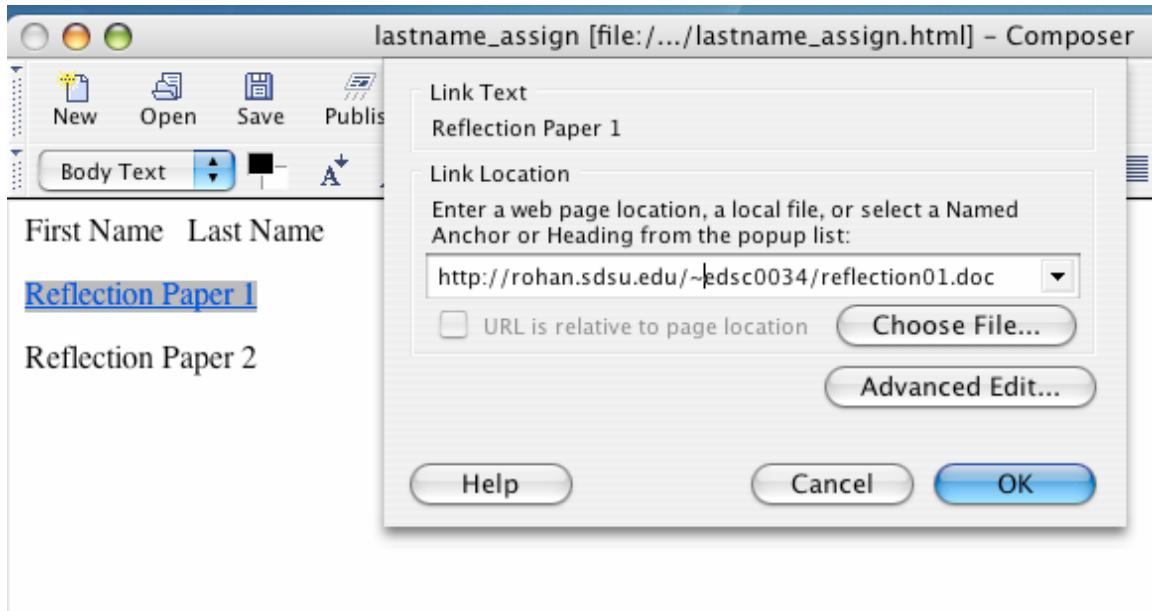 lastname_assign [file:/.../lastname_assign.html] – Composer
New Open Save Publis
Body Text A
Link Text
Reflection Paper 1
Link Location
Enter a web page location, a local file, or select a Named
Anchor or Heading from the popup list:
http://rohan.sdsu.edu/~edsc0034/reflection01.doc
URL is relative to page location Choose File...
Advanced Edit...
Help Cancel OK
First Name Last Name
Reflection Paper 1
Reflection Paper 2